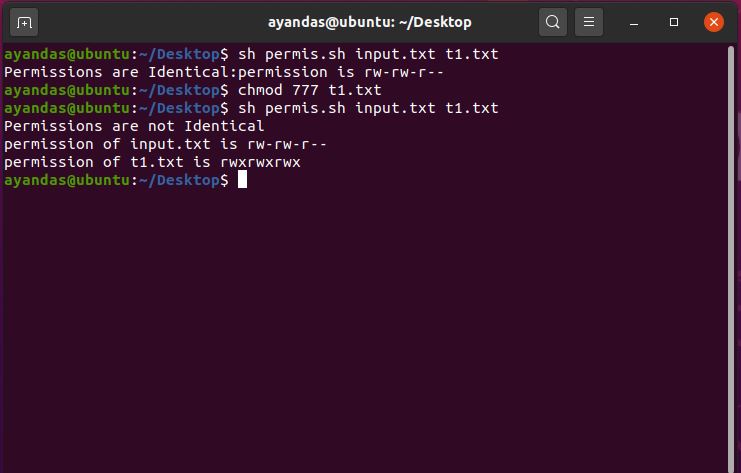 ayandas@ubuntu: ~/Desktop
ayandas@ubuntu:~/Desktop$ sh permis.sh input.txt t1.txt
Permissions are Identical:permission is rw-rw-r--
ayandas@ubuntu:~/Desktop$ chmod 777 t1.txt
ayandas@ubuntu:~/Desktop$ sh permis.sh input.txt t1.txt
Permissions are not Identical
permission of input.txt is rw-rw-r--
permission of t1.txt is rwxrwxrwx
ayandas@ubuntu:~/Desktop$